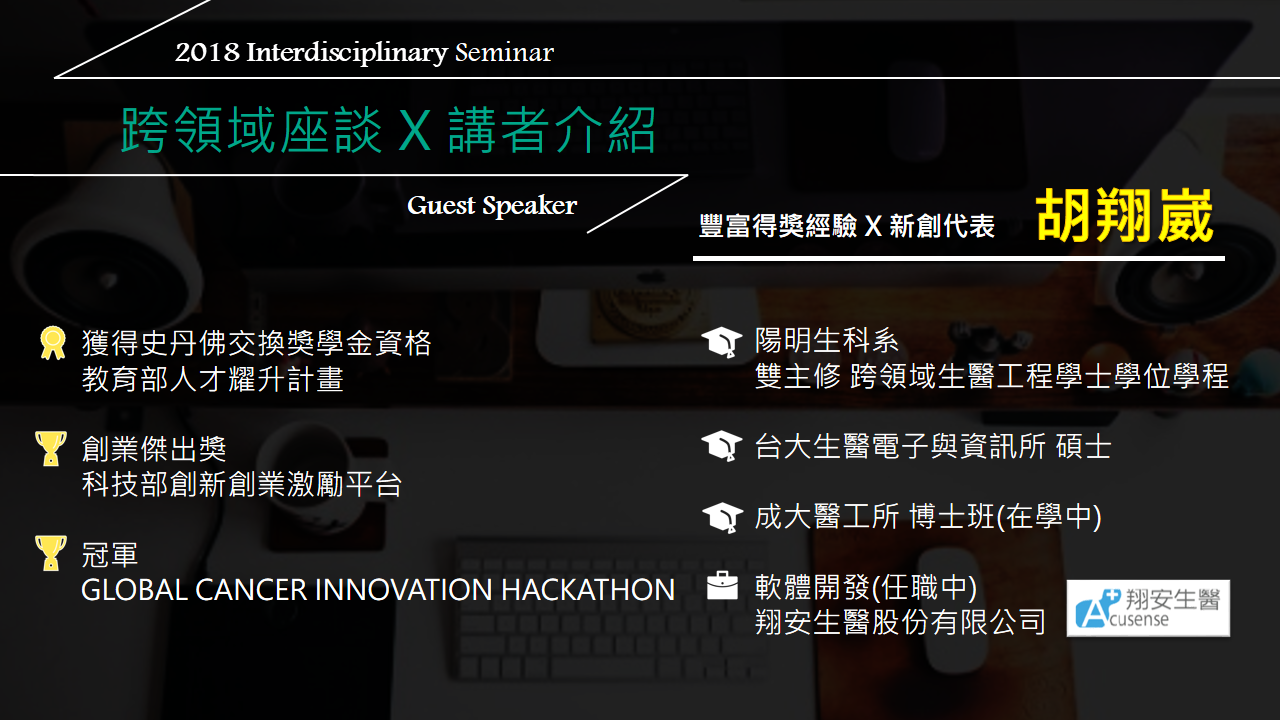 2018 Interdisciplinary Seminar
跨領域座談 X 講者介紹
Guest Speaker
豐富得獎經驗 X 新創代表
胡翔崴
獲得史丹佛交換獎學金資格
教育部人才耀升計畫
創業傑出獎
科技部創新創業激勵平台
冠軍
GLOBAL CANCER INNOVATION HACKATHON
陽明生科系
雙主修 跨領域生醫工程學士學位學程
台大生醫電子與資訊所 碩士
成大醫工所 博士班(在學中)
軟體開發(任職中)
翔安生醫股份有限公司
翔安生醫
Acusense